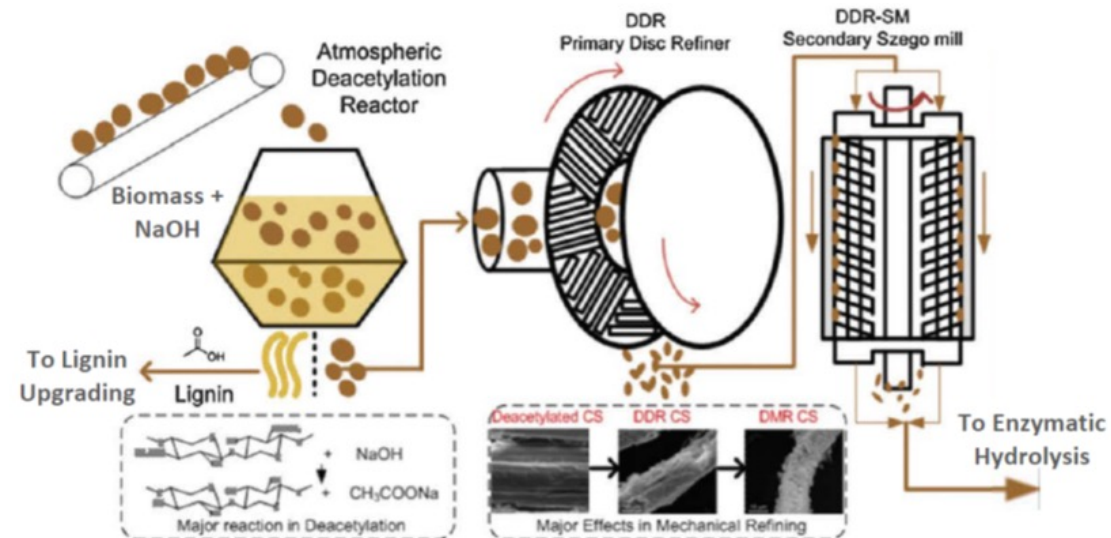 Atmospheric
Deacetylation
Reactor
Biomass +
NaOH
To Lignin
Upgrading
O
OH
Lignin
+ NaOH
+ CH₃COONa
Major reaction in Deacetylation
DDR
Primary Disc Refiner
DDR-SM
Secondary Szego mill
Deacetylated CS
DDR CS
DMR CS
Major Effects in Mechanical Refining
To Enzymatic
Hydrolysis